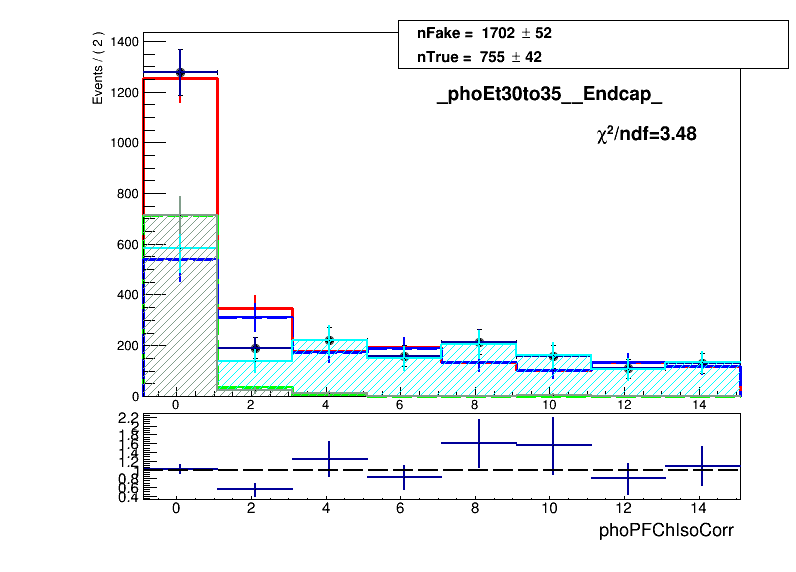 nFake = 1702 ± 52
nTrue = 755 ± 42
Events / ( 2 )
_phoEt30to35__Endcap_
χ²/ndf=3.48
1400
1200
1000
800
600
400
200
0
0 2 4 6 8 10 12 14
2.2
2
1.8
1.6
1.4
1.2
1
0.8
0.6
0.4
0 2 4 6 8 10 12 14
phoPFChIsoCorr